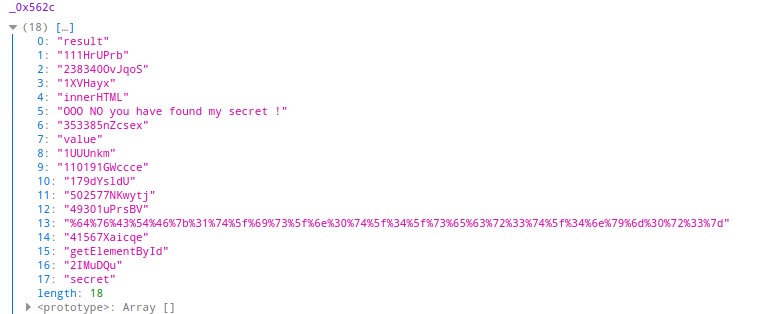 _0x562c
(18) […]
0: "result"
1: "111HrUPrb"
2: "238340OvJqoS"
3: "1XVHayx"
4: "innerHTML"
5: "OOO NO you have found my secret !"
6: "353385nZcsex"
7: "value"
8: "1UUUnkm"
9: "110191GWccce"
10: "179dYsldU"
11: "502577NKwytj"
12: "49301uPrsBV"
13: "%64%76%43%54%46%7b%31%74%5f%69%73%5f%6e%30%74%5f%34%5f%73%65%63%72%33%74%5f%34%6e%79%6d%30%72%33%7d"
14: "41567Xaicqe"
15: "getElementById"
16: "2IMuDQu"
17: "secret"
length: 18
<prototype>: Array []